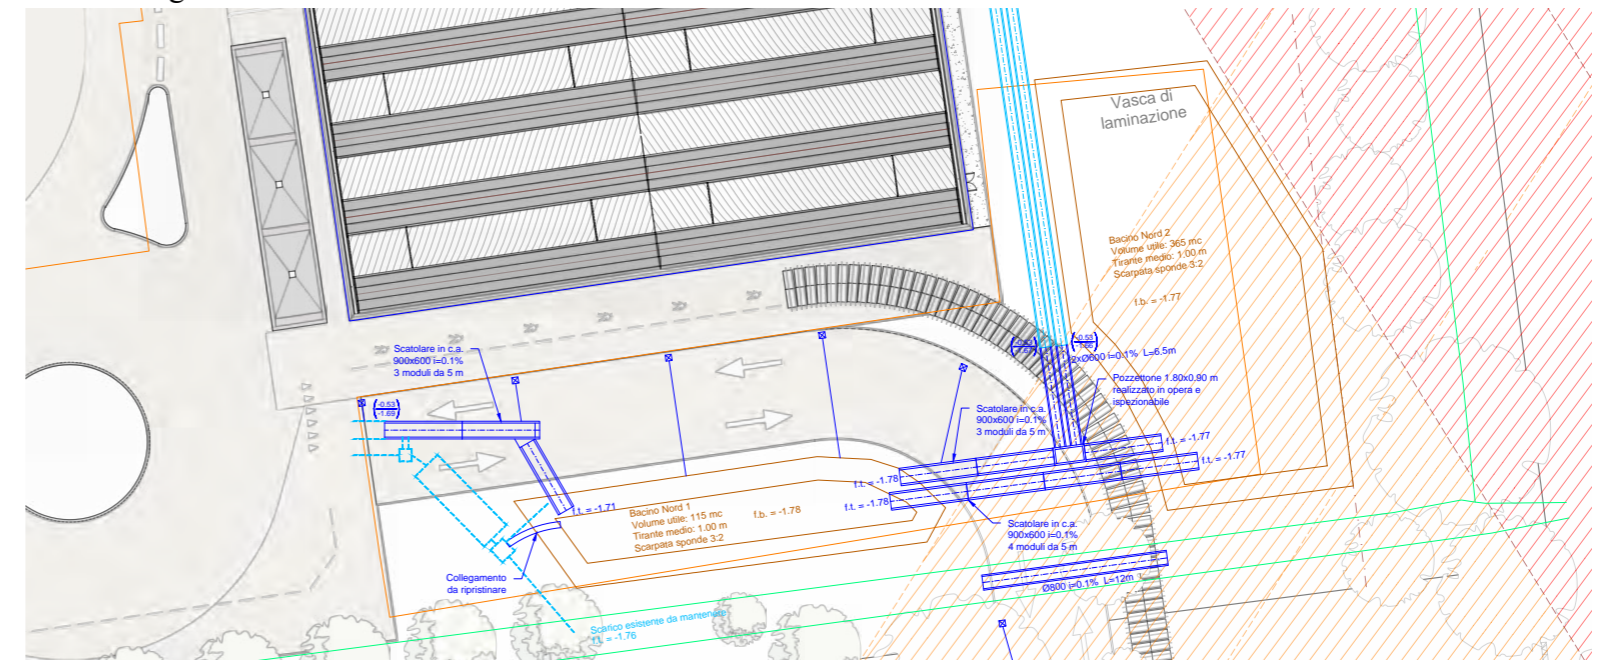 Vasca di
laminazione
Bacino Nord 2
Volume utile: 365 mc
Tirante medio: 1.00 m
Scarpata sponde 3:2
f.b. = -1.77
Scatolare in c.a.
900x600 i=0.1%
3 moduli da 5 m
-0.53
-1.69
-0.53
2xØ600 i=0.1% L=6.5m
Pozzettone 1.80x0.90 m
realizzato in opera e
ispezionabile
Scatolare in c.a.
900x600 i=0.1%
3 moduli da 5 m
f.t. = -1.77
f.t. = -1.77
f.t. = -1.78
f.t. = -1.78
f.t. = -1.71
Bacino Nord 1
Volume utile: 115 mc
Tirante medio: 1.00 m
Scarpata sponde 3:2
f.b. = -1.78
Scatolare in c.a.
900x600 i=0.1%
4 moduli da 5 m
Collegamento
da ripristinare
Ø800 i=0.1% L=12m
Scarico esistente da mantenere
= -1.76